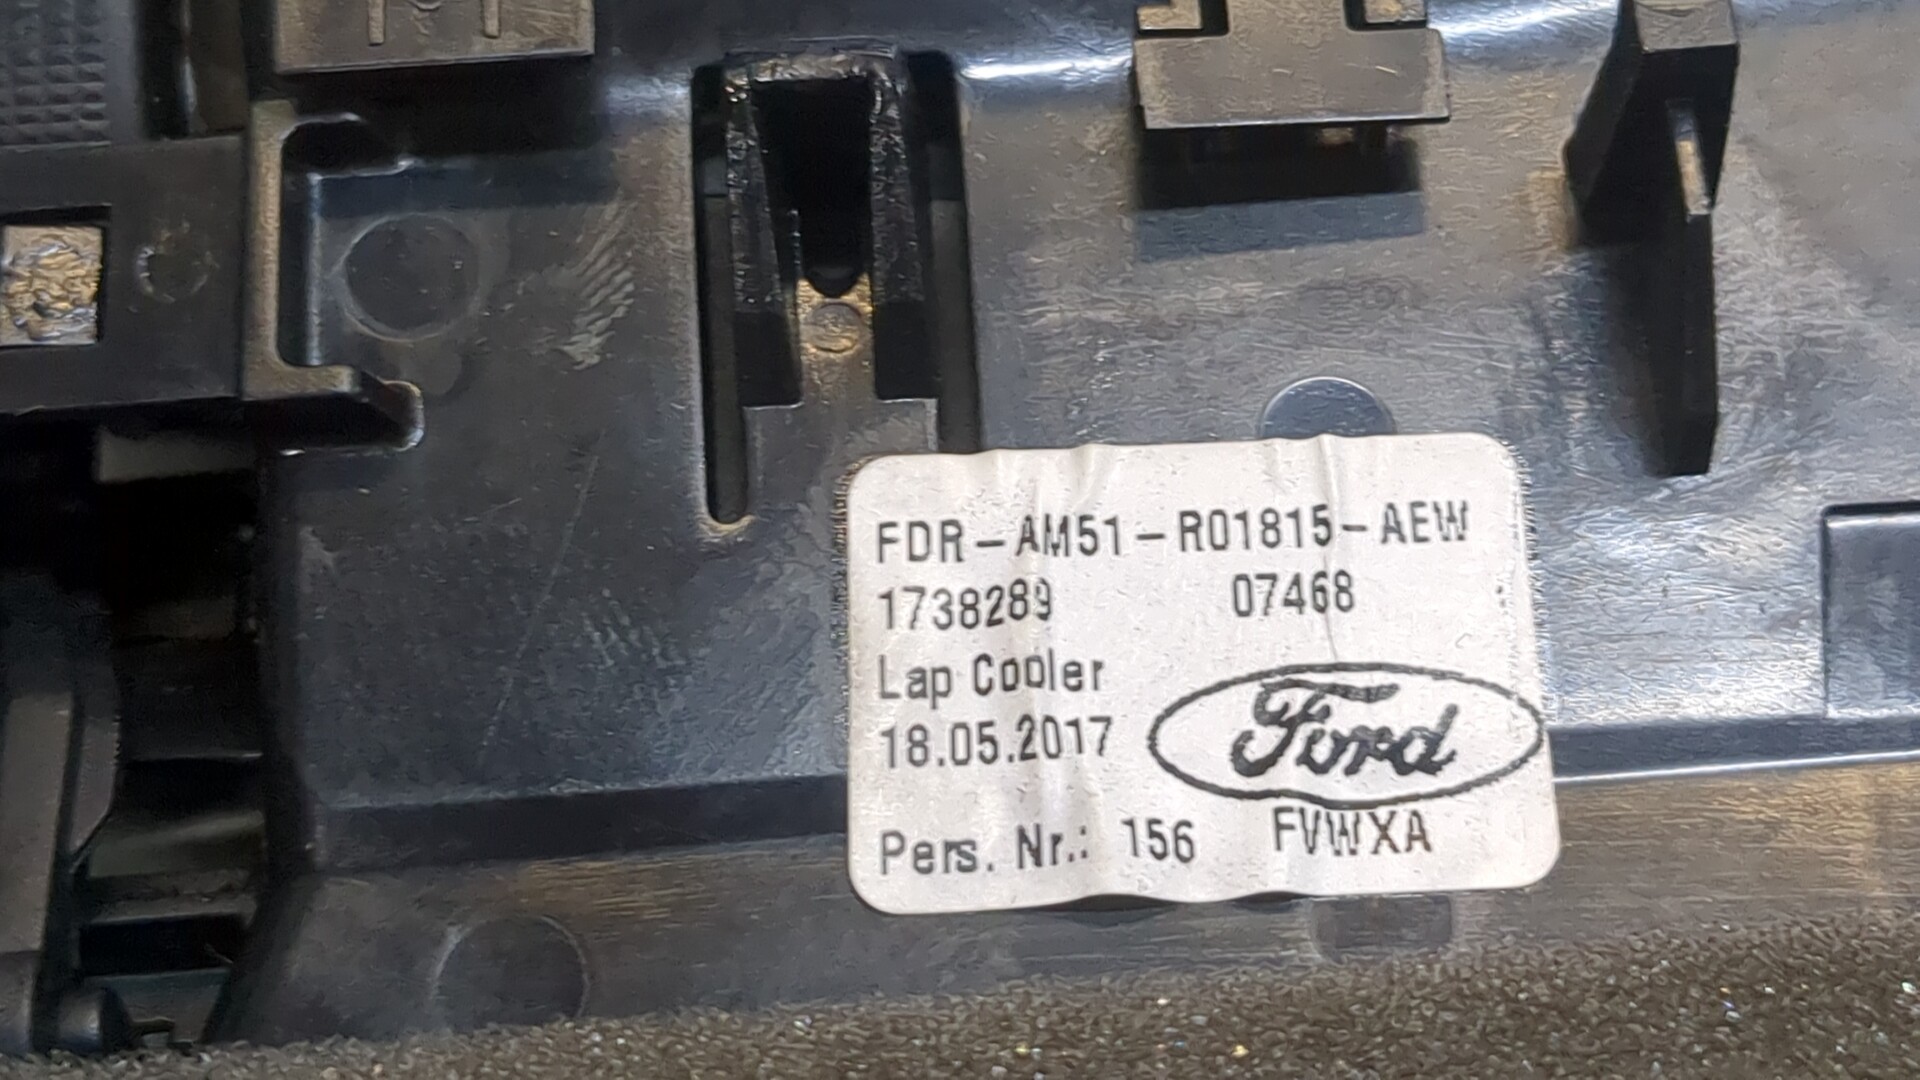 FDR-AM51-R01815-AEW
1738289 07468
Lap Cooler
18.05.2017
Ford
Pers. Nr.: 156 FVWXA